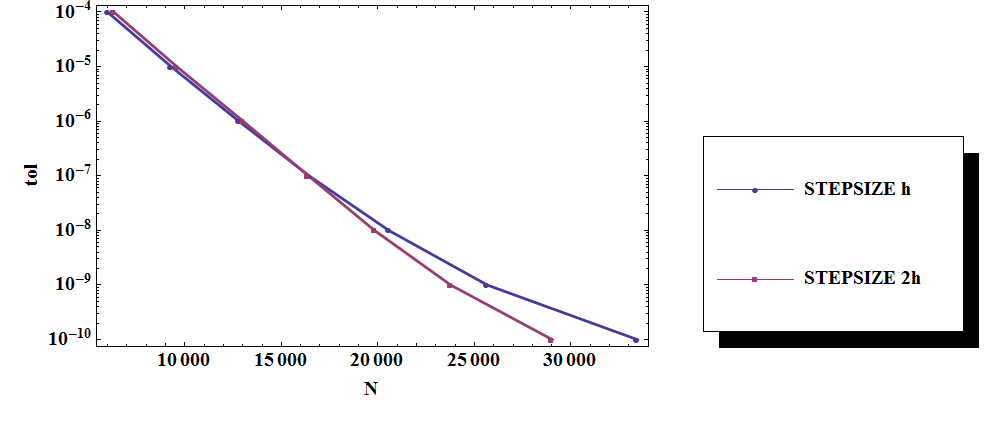 10⁻⁴
10⁻⁵
10⁻⁶
10⁻⁷
10⁻⁸
10⁻⁹
10⁻¹⁰
tol
10 000 15 000 20 000 25 000 30 000
N
STEPSIZE h
STEPSIZE 2h